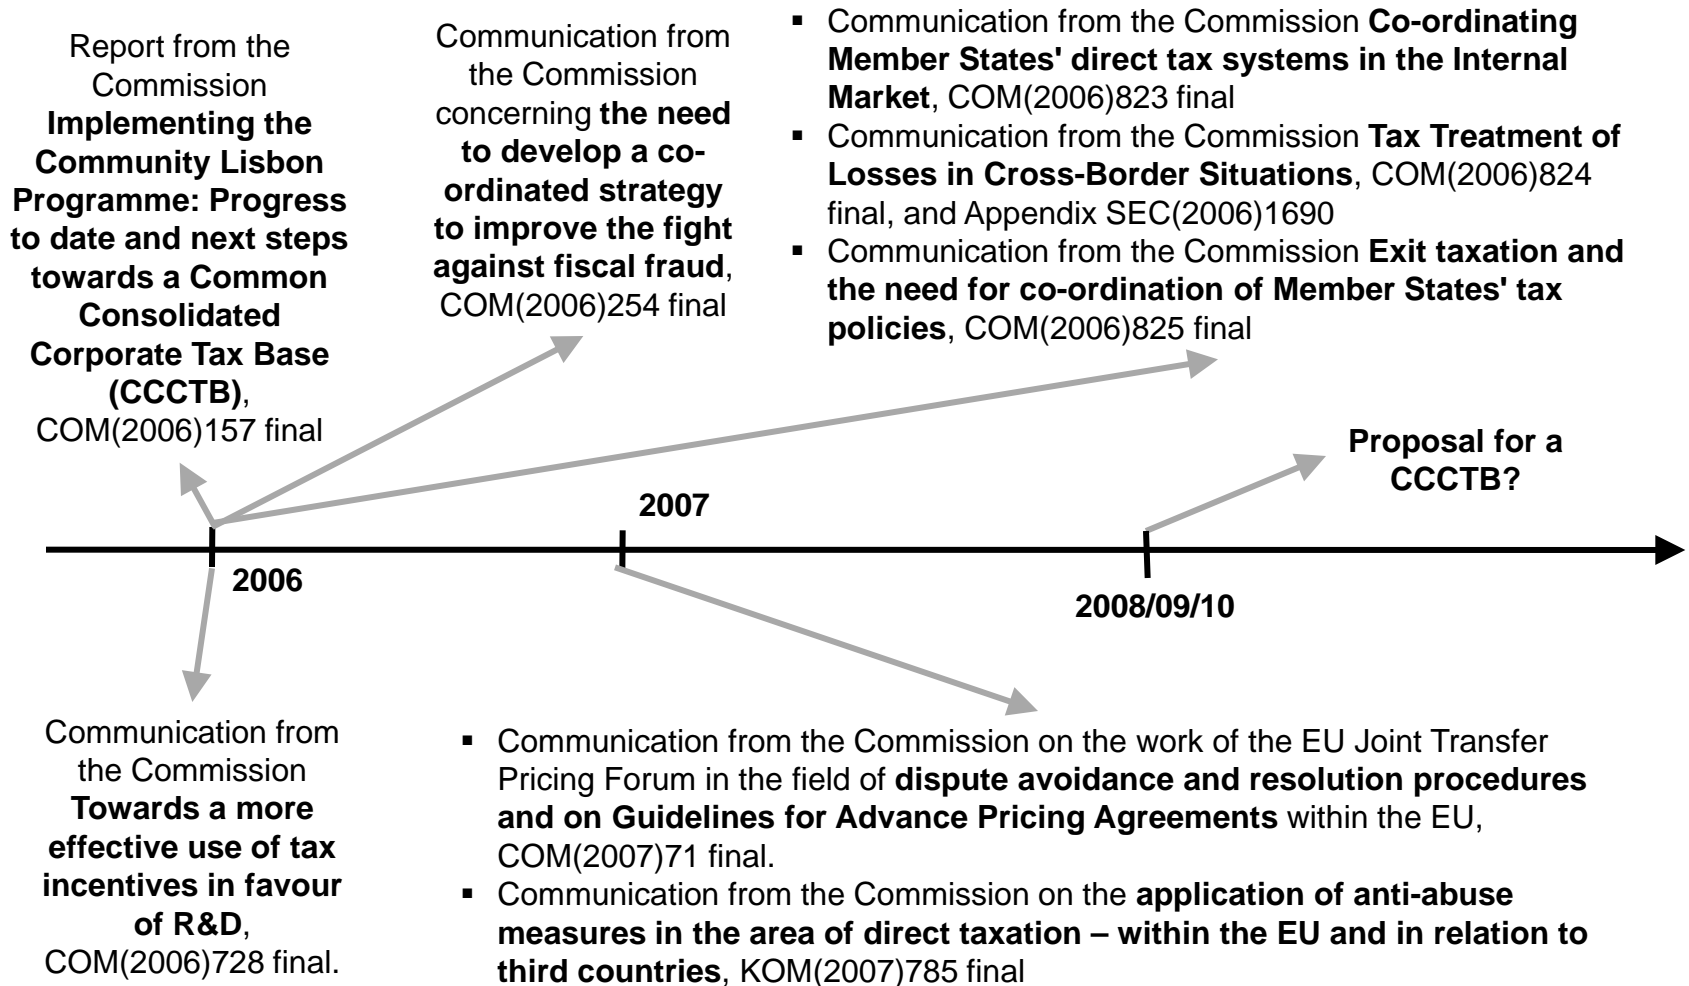 Report from the
Commission
Implementing the
Community Lisbon
Programme: Progress
to date and next steps
towards a Common
Consolidated
Corporate Tax Base
(CCCTB),
COM(2006)157 final
Communication from
the Commission
concerning the need
to develop a co-
ordinated strategy
to improve the fight
against fiscal fraud,
COM(2006)254 final
▪ Communication from the Commission Co-ordinating
Member States' direct tax systems in the Internal
Market, COM(2006)823 final
▪ Communication from the Commission Tax Treatment of
Losses in Cross-Border Situations, COM(2006)824
final, and Appendix SEC(2006)1690
▪ Communication from the Commission Exit taxation and
the need for co-ordination of Member States' tax
policies, COM(2006)825 final
Proposal for a
CCCTB?
2007
2006
2008/09/10
Communication from
the Commission
Towards a more
effective use of tax
incentives in favour
of R&D,
COM(2006)728 final.
▪ Communication from the Commission on the work of the EU Joint Transfer
Pricing Forum in the field of dispute avoidance and resolution procedures
and on Guidelines for Advance Pricing Agreements within the EU,
COM(2007)71 final.
▪ Communication from the Commission on the application of anti-abuse
measures in the area of direct taxation – within the EU and in relation to
third countries, KOM(2007)785 final